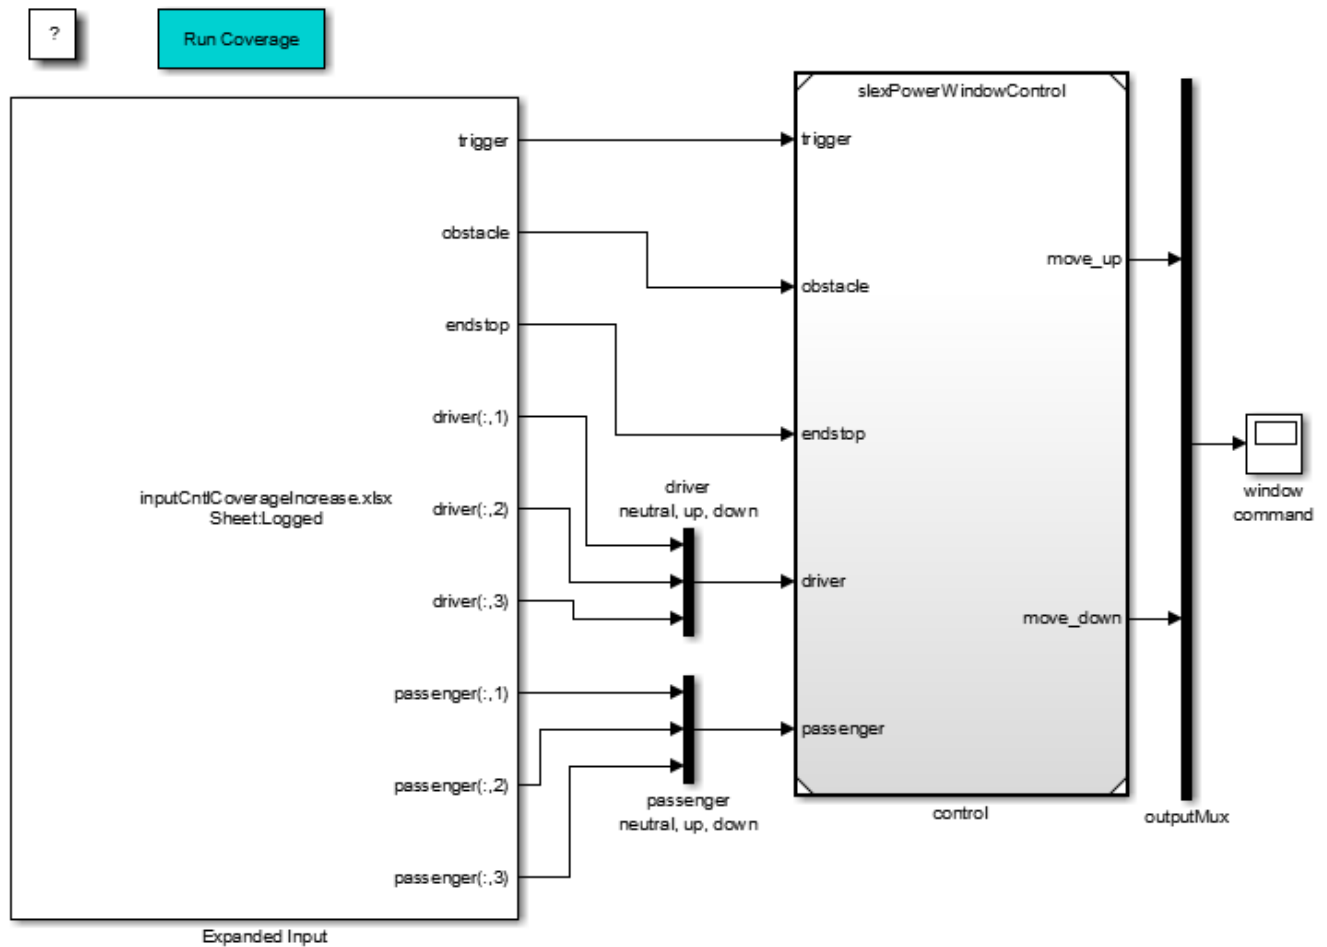 ?
Run Coverage
slexPowerWindowControl
trigger
trigger
obstacle
move_up
obstacle
endstop
driver(:,1)
endstop
inputCntlCoverageIncrease.xlsx
Sheet:Logged
driver(:,2)
driver
neutral, up, down
window
command
driver
driver(:,3)
move_down
passenger(:,1)
passenger
passenger(:,2)
passenger
neutral, up, down
control
outputMux
passenger(:,3)
Expanded Input